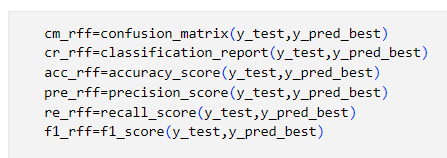 cm_rff=confusion_matrix(y_test,y_pred_best)
cr_rff=classification_report(y_test,y_pred_best)
acc_rff=accuracy_score(y_test,y_pred_best)
pre_rff=precision_score(y_test,y_pred_best)
re_rff=recall_score(y_test,y_pred_best)
f1_rff=f1_score(y_test,y_pred_best)